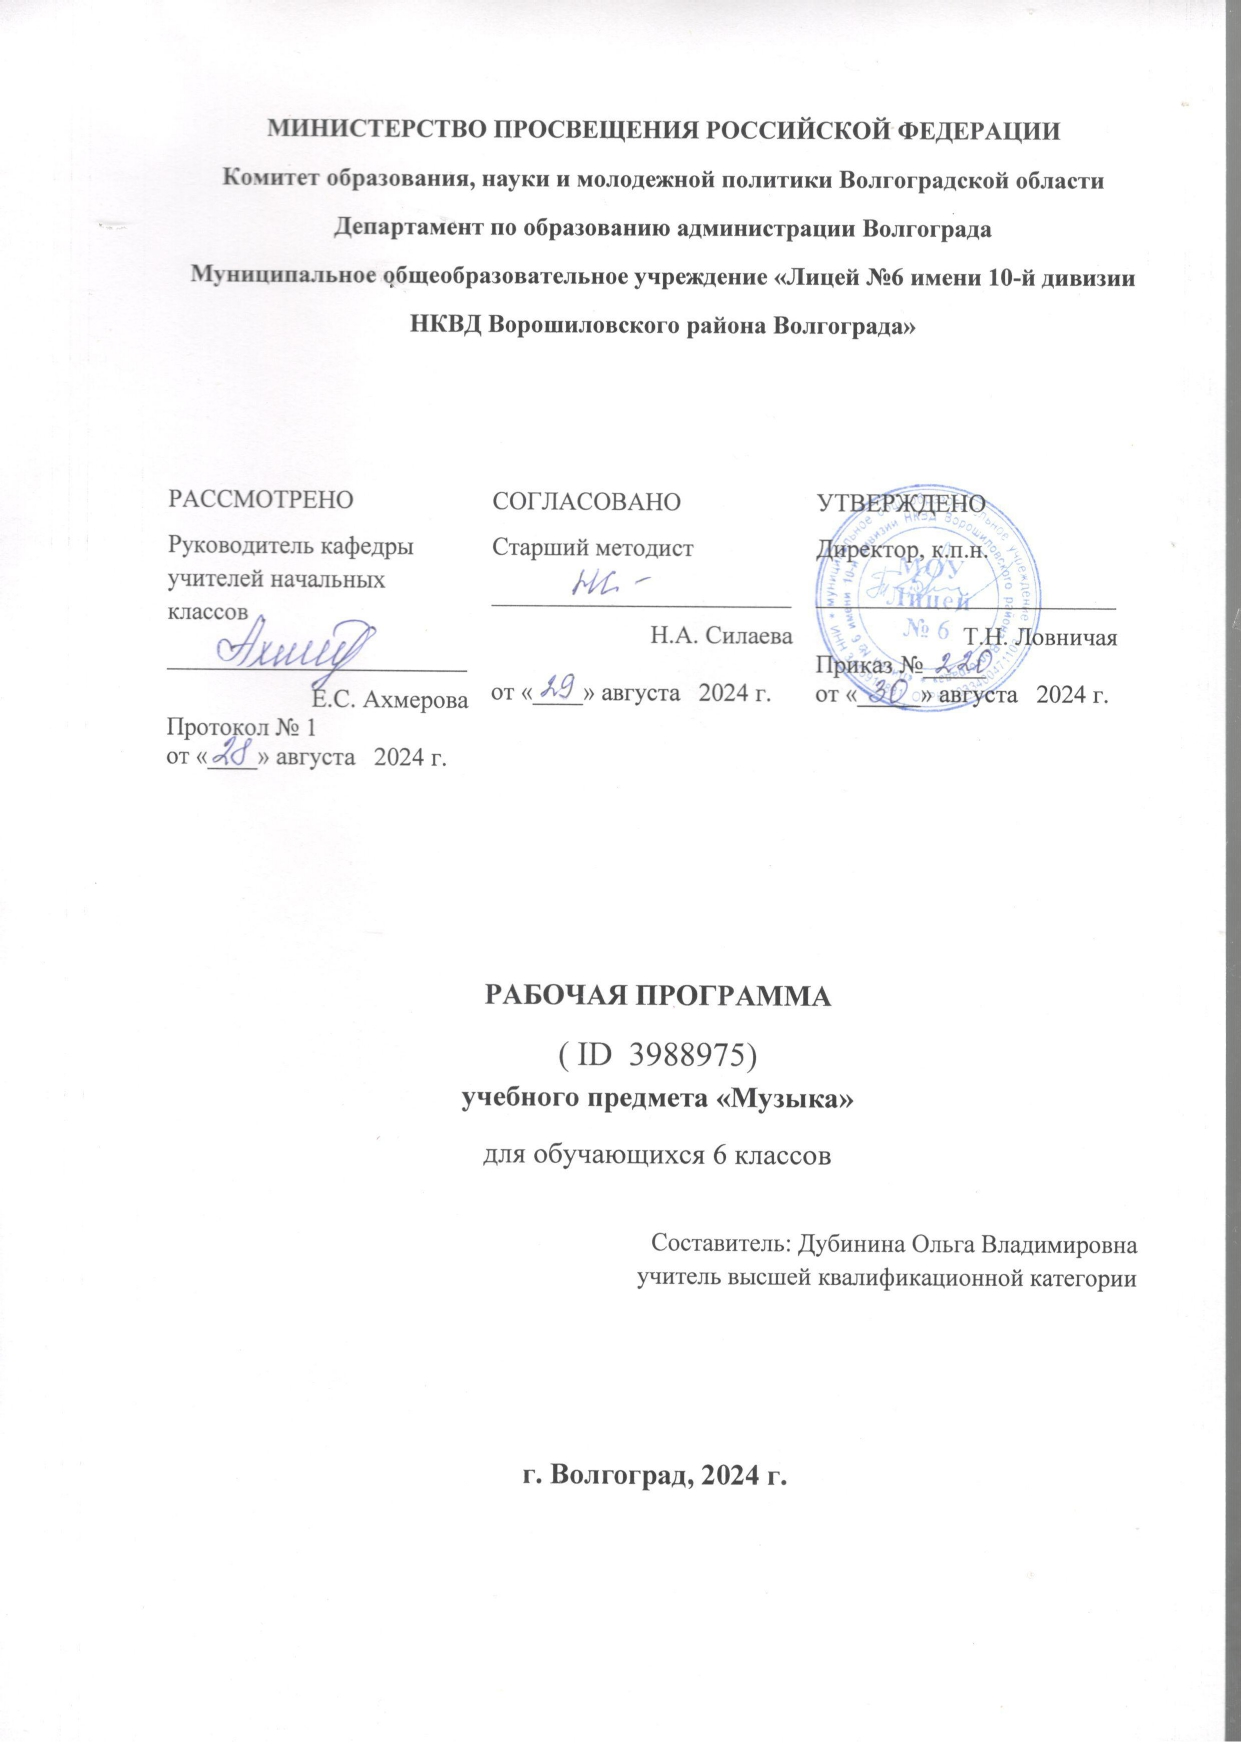 МИНИСТЕРСТВО ПРОСВЕЩЕНИЯ РОССИЙСКОЙ ФЕДЕРАЦИИ
Комитет образования, науки и молодежной политики Волгоградской области
Департамент по образованию администрации Волгограда
Муниципальное общеобразовательное учреждение «Лицей №6 имени 10-й дивизии
НКВД Ворошиловского района Волгограда»
РАССМОТРЕНО
Руководитель кафедры
учителей начальных
классов
Е.С. Ахмерова
Протокол № 1
от «28» августа 2024 г.
СОГЛАСОВАНО
Старший методист
Н.А. Силаева
от «29» августа 2024 г.
УТВЕРЖДЕНО
Директор, к.п.н.
Т.Н. Ловничая
Приказ № 220
от «30» августа 2024 г.
МОУ
Лицей
№ 6
РАБОЧАЯ ПРОГРАММА
( ID 3988975)
учебного предмета «Музыка»
для обучающихся 6 классов
Составитель: Дубинина Ольга Владимировна
учитель высшей квалификационной категории
г. Волгоград, 2024 г.